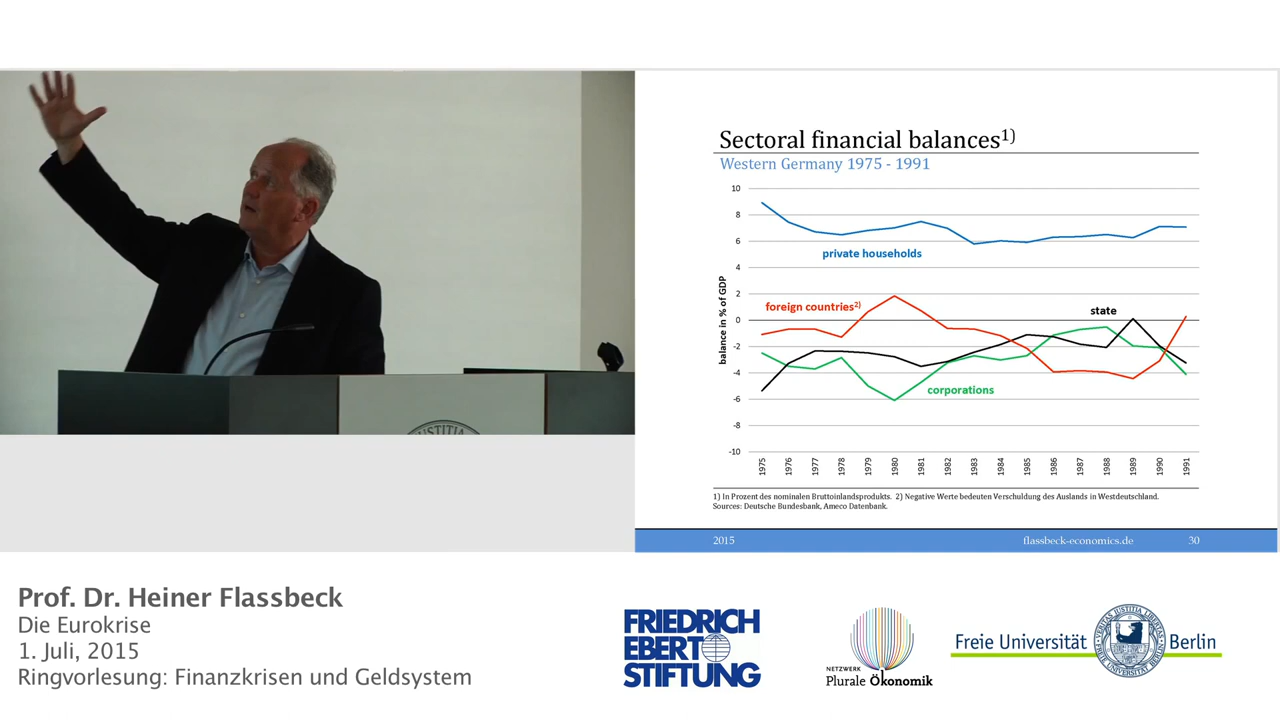 Sectoral financial balances1)
Western Germany 1975 - 1991
balance in % of GDP
10
8
6
4
2
0
-2
-4
-6
-8
-10
private households
foreign countries2)
state
corporations
1975 1976 1977 1978 1979 1980 1981 1982 1983 1984 1985 1986 1987 1988 1989 1990 1991
1) In Prozent des nominalen Bruttoinlandsprodukts. 2) Negative Werte bedeuten Verschuldung des Auslands in Westdeutschland.
Sources: Deutsche Bundesbank, Ameco Datenbank.
2015 flassbeck-economics.de 30
Prof. Dr. Heiner Flassbeck
Die Eurokrise
1. Juli, 2015
Ringvorlesung: Finanzkrisen und Geldsystem
FRIEDRICH
EBERT
STIFTUNG
NETZWERK
Plurale Ökonomik
Freie Universität Berlin